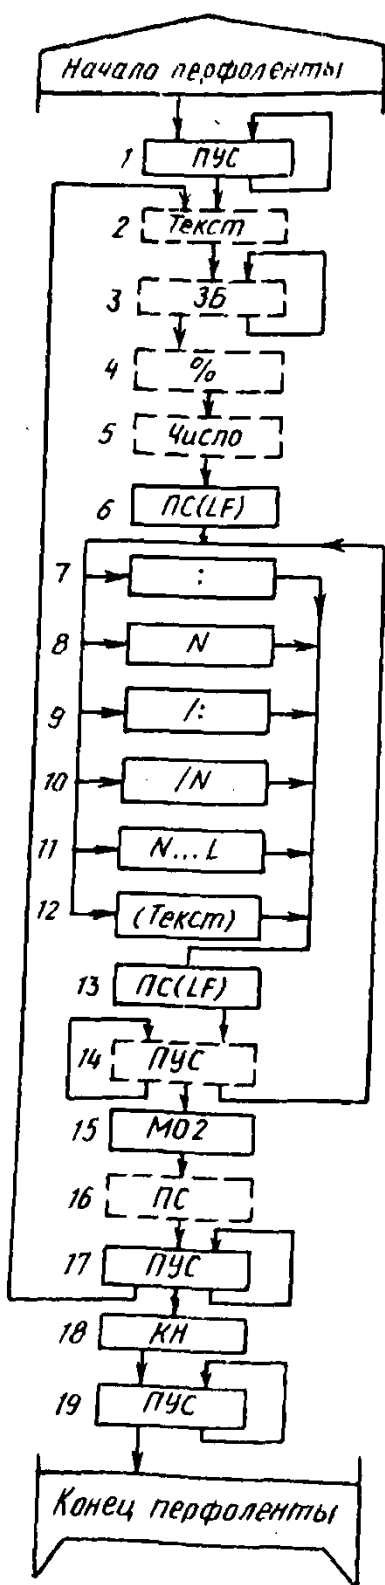 Начало перфоленты
1 ПУС
2 Текст
3 ЗБ
4 %
5 Число
6 ПС(LF)
7 :
8 N
9 /:
10 /N
11 N...L
12 (Текст)
13 ПС(LF)
14 ПУС
15 М02
16 ПС
17 ПУС
18 КН
19 ПУС
Конец перфоленты